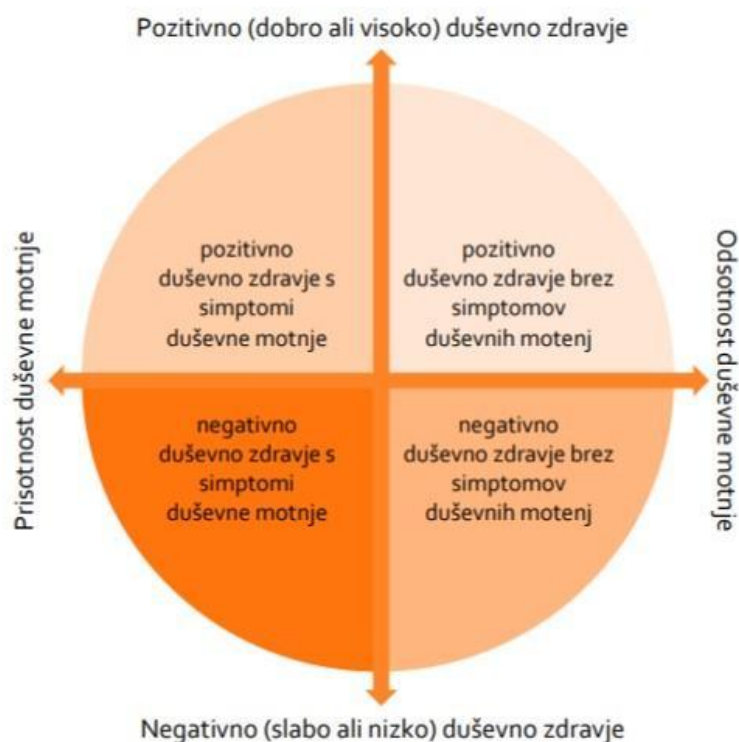 Pozitivno (dobro ali visoko) duševno zdravje
Prisotnost duševne motnje
pozitivno
duševno zdravje s
simptomi
duševne motnje
pozitivno
duševno zdravje brez
simptomov
duševnih motenj
Odsotnost duševne motnje
negativno
duševno zdravje s
simptomi
duševne motnje
negativno
duševno zdravje brez
simptomov
duševnih motenj
Negativno (slabo ali nizko) duševno zdravje